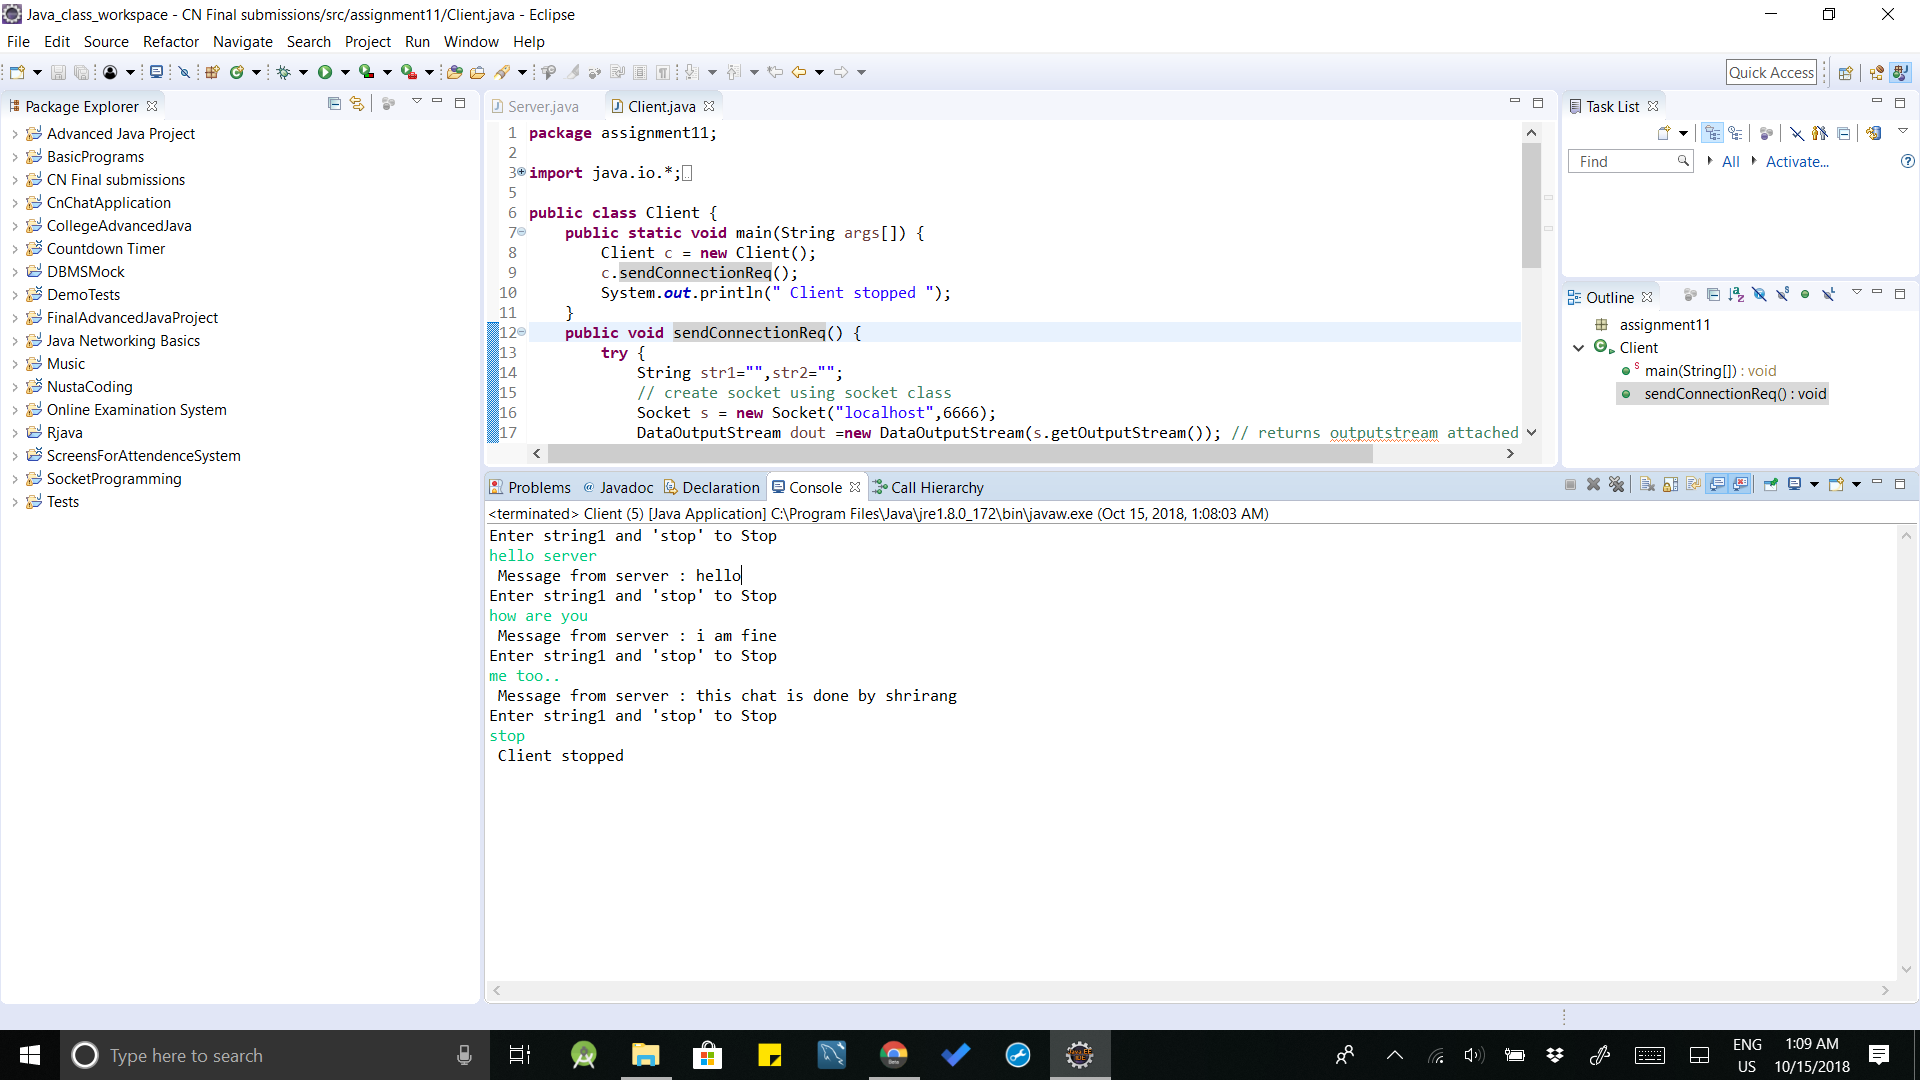 Java_class_workspace - CN Final submissions/src/assignment11/Client.java - Eclipse
File Edit Source Refactor Navigate Search Project Run Window Help
Quick Access
Package Explorer
Advanced Java Project
BasicPrograms
CN Final submissions
CnChatApplication
CollegeAdvancedJava
Countdown Timer
DBMSMock
DemoTests
FinalAdvancedJavaProject
Java Networking Basics
Music
NustaCoding
Online Examination System
Rjava
ScreensForAttendenceSystem
SocketProgramming
Tests
Server.java Client.java
1 package assignment11;
2
3 import java.io.*;
5
6 public class Client {
7 public static void main(String args[]) {
8 Client c = new Client();
9 c.sendConnectionReq();
10 System.out.println(" Client stopped ");
11 }
12 public void sendConnectionReq() {
13 try {
14 String str1="",str2="";
15 // create socket using socket class
16 Socket s = new Socket("localhost",6666);
17 DataOutputStream dout =new DataOutputStream(s.getOutputStream()); // returns outputstream attached
Task List
Find All Activate...
Outline
assignment11
Client
main(String[]) : void
sendConnectionReq() : void
Problems @ Javadoc Declaration Console Call Hierarchy
<terminated> Client (5) [Java Application] C:\Program Files\Java\jre1.8.0_172\bin\javaw.exe (Oct 15, 2018, 1:08:03 AM)
Enter string1 and 'stop' to Stop
hello server
Message from server : hello
Enter string1 and 'stop' to Stop
how are you
Message from server : i am fine
Enter string1 and 'stop' to Stop
me too..
Message from server : this chat is done by shrirang
Enter string1 and 'stop' to Stop
stop
Client stopped
Type here to search
ENG
US
1:09 AM
10/15/2018